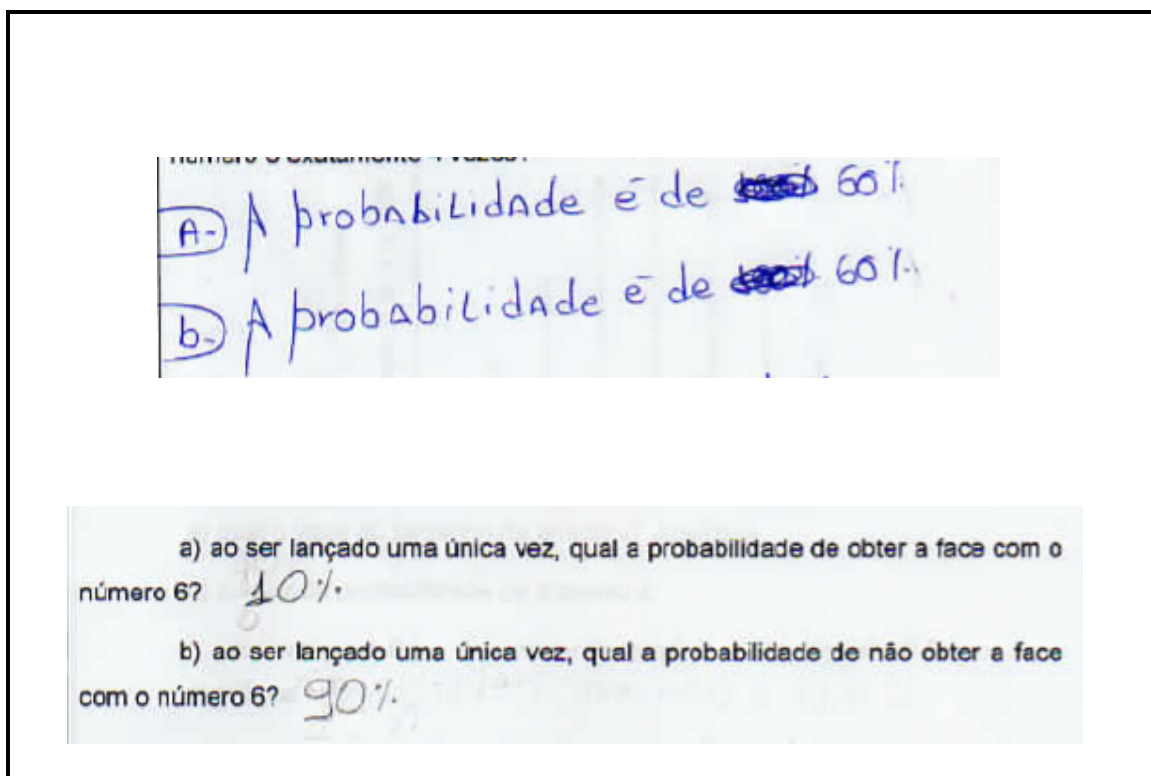 A-) A probabilidade é de 60%
b-) A probabilidade é de 60%
a) ao ser lançado uma única vez, qual a probabilidade de obter a face com o
número 6? 10%
b) ao ser lançado uma única vez, qual a probabilidade de não obter a face
com o número 6? 90%